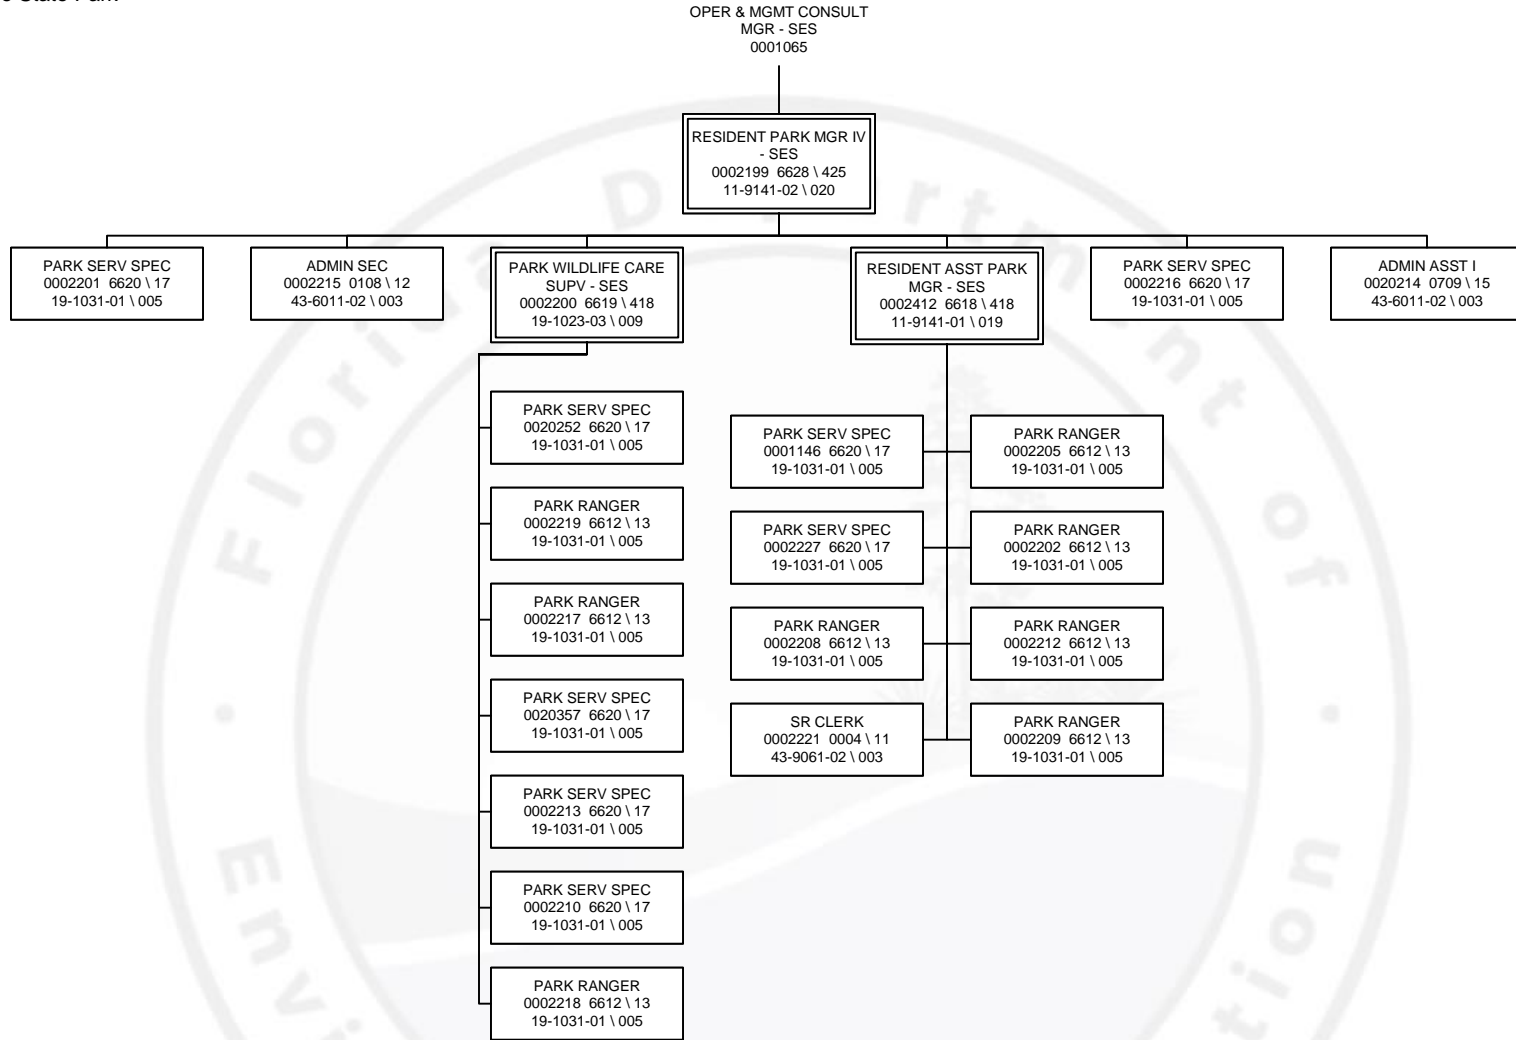 State Park
OPER & MGMT CONSULT
MGR - SES
0001065
RESIDENT PARK MGR IV
- SES
0002199 6628 \ 425
11-9141-02 \ 020
PARK SERV SPEC
0002201 6620 \ 17
19-1031-01 \ 005
ADMIN SEC
0002215 0108 \ 12
43-6011-02 \ 003
PARK WILDLIFE CARE
SUPV - SES
0002200 6619 \ 418
19-1023-03 \ 009
RESIDENT ASST PARK
MGR - SES
0002412 6618 \ 418
11-9141-01 \ 019
PARK SERV SPEC
0002216 6620 \ 17
19-1031-01 \ 005
ADMIN ASST I
0020214 0709 \ 15
43-6011-02 \ 003
PARK SERV SPEC
0020252 6620 \ 17
19-1031-01 \ 005
PARK RANGER
0002219 6612 \ 13
19-1031-01 \ 005
PARK RANGER
0002217 6612 \ 13
19-1031-01 \ 005
PARK SERV SPEC
0020357 6620 \ 17
19-1031-01 \ 005
PARK SERV SPEC
0002213 6620 \ 17
19-1031-01 \ 005
PARK SERV SPEC
0002210 6620 \ 17
19-1031-01 \ 005
PARK RANGER
0002218 6612 \ 13
19-1031-01 \ 005
PARK SERV SPEC
0001146 6620 \ 17
19-1031-01 \ 005
PARK RANGER
0002205 6612 \ 13
19-1031-01 \ 005
PARK SERV SPEC
0002227 6620 \ 17
19-1031-01 \ 005
PARK RANGER
0002202 6612 \ 13
19-1031-01 \ 005
PARK RANGER
0002208 6612 \ 13
19-1031-01 \ 005
PARK RANGER
0002212 6612 \ 13
19-1031-01 \ 005
SR CLERK
0002221 0004 \ 11
43-9061-02 \ 003
PARK RANGER
0002209 6612 \ 13
19-1031-01 \ 005
Florida D rtment of
Envi
tion